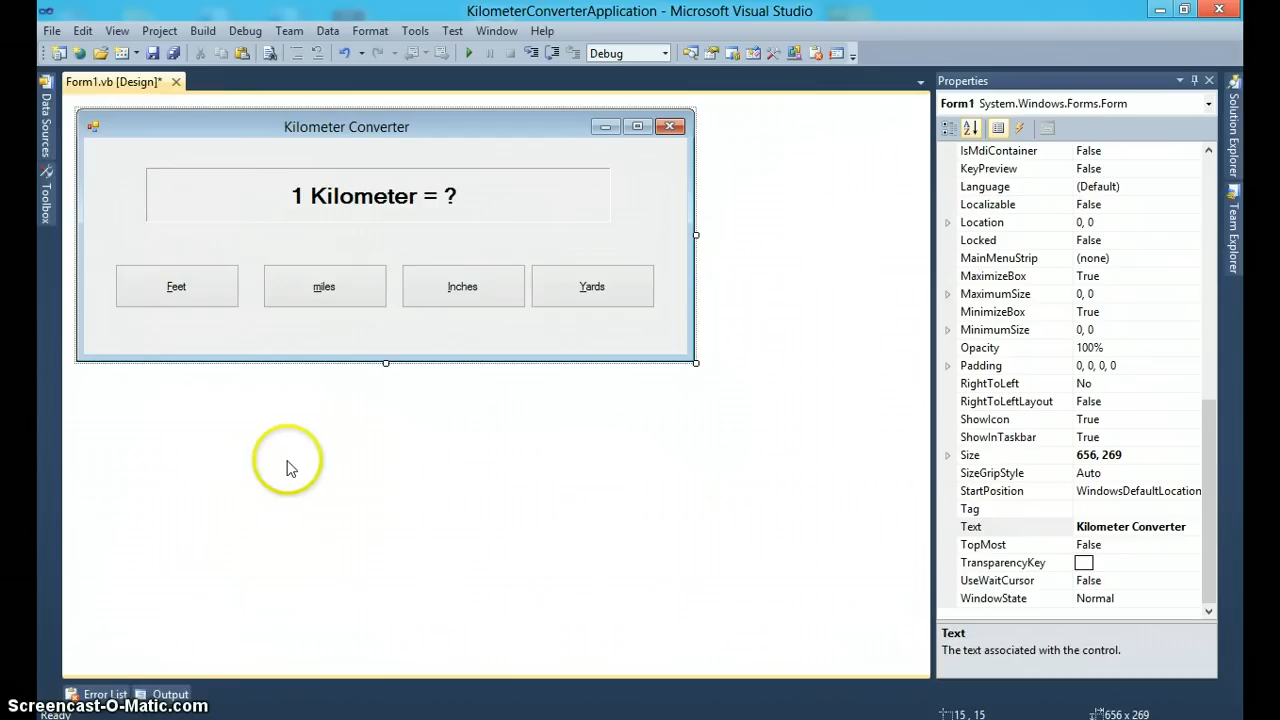 KilometerConverterApplication - Microsoft Visual Studio
File Edit View Project Build Debug Team Data Format Tools Test Window Help
Debug
Form1.vb [Design]*
Data Sources
Toolbox
Kilometer Converter
1 Kilometer = ?
Feet miles Inches Yards
Properties
Form1 System.Windows.Forms.Form
IsMdiContainer False
KeyPreview False
Language (Default)
Localizable False
Location 0, 0
Locked False
MainMenuStrip (none)
MaximizeBox True
MaximumSize 0, 0
MinimizeBox True
MinimumSize 0, 0
Opacity 100%
Padding 0, 0, 0, 0
RightToLeft No
RightToLeftLayout False
ShowIcon True
ShowInTaskbar True
Size 656, 269
SizeGripStyle Auto
StartPosition WindowsDefaultLocation
Tag
Text Kilometer Converter
TopMost False
TransparencyKey
UseWaitCursor False
WindowState Normal
Text
The text associated with the control.
Solution Explorer
Team Explorer
Error List Output
Screencast-O-Matic.com
Ready 15 , 15 656 x 269